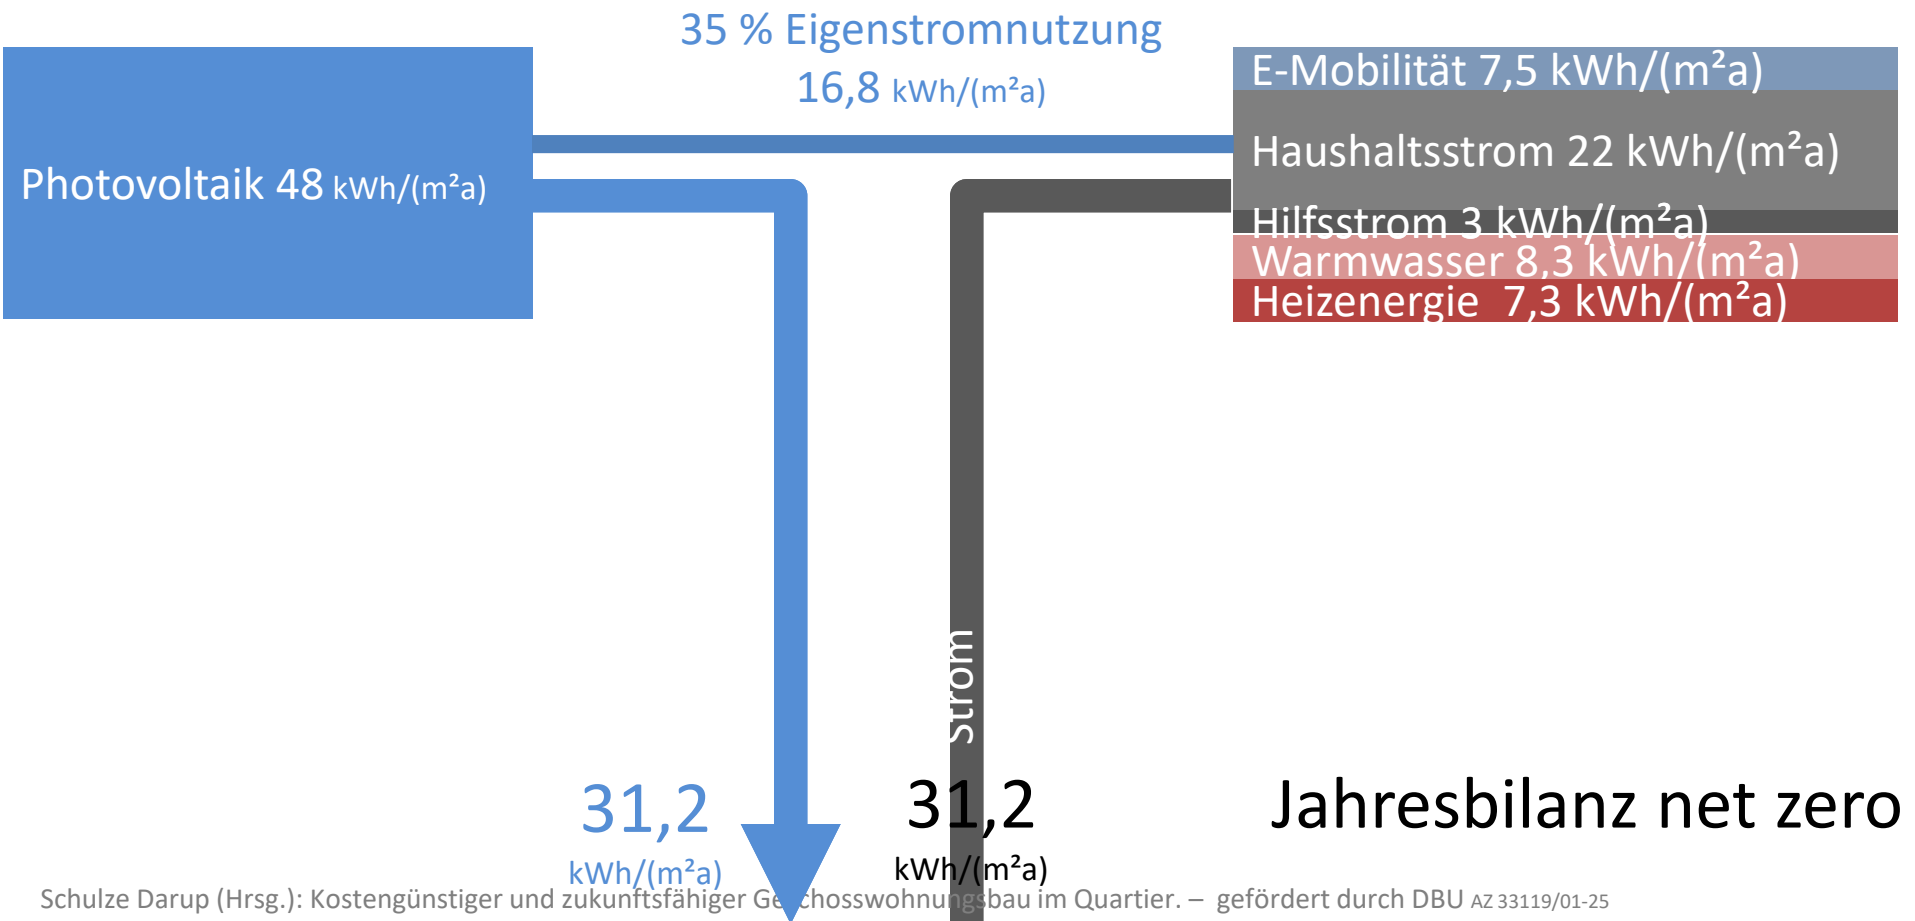 35 % Eigenstromnutzung
16,8 kWh/(m²a)
Photovoltaik 48 kWh/(m²a)
E-Mobilität 7,5 kWh/(m²a)
Haushaltsstrom 22 kWh/(m²a)
Hilfsstrom 3 kWh/(m²a)
Warmwasser 8,3 kWh/(m²a)
Heizenergie 7,3 kWh/(m²a)
Strom
31,2
kWh/(m²a)
31,2
kWh/(m²a)
Jahresbilanz net zero
Schulze Darup (Hrsg.): Kostengünstiger und zukunftsfähiger Geschosswohnungsbau im Quartier. – gefördert durch DBU AZ 33119/01-25